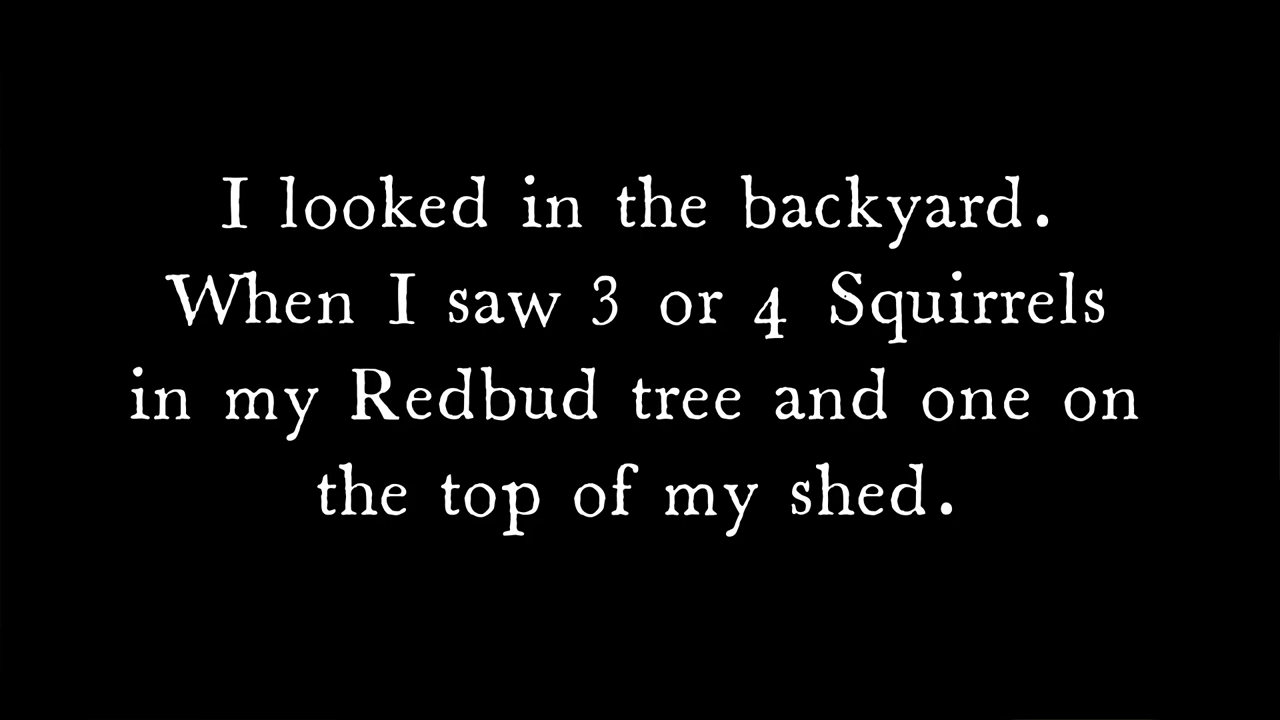 I looked in the backyard.
When I saw 3 or 4 Squirrels
in my Redbud tree and one on
the top of my shed.